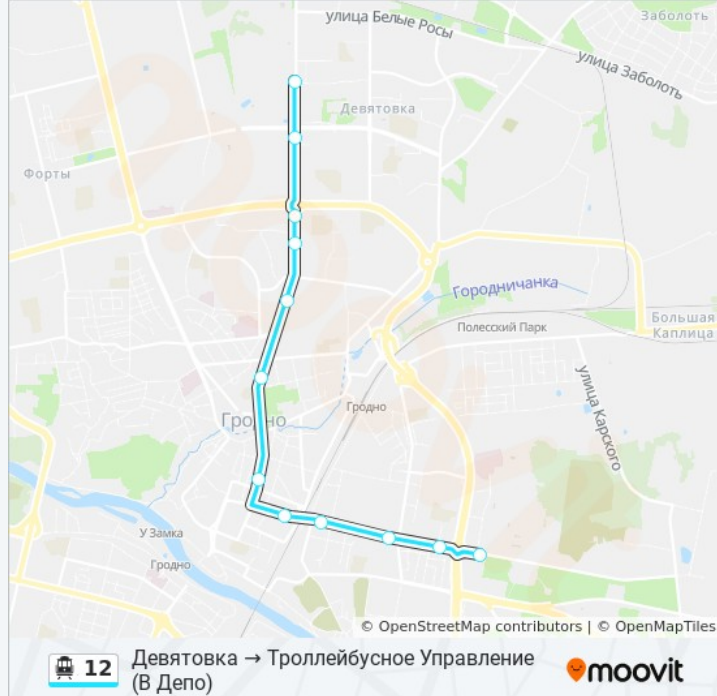 улица Белые Росы
Заболоть
улица Заболоть
Девятовка
Форты
Городничанка
Большая
Каплица
Полесский Парк
улица Карского
Гродно
Гродно
У Замка
Гродно
© OpenStreetMap contributors | © OpenMapTiles
12
Девятовка → Троллейбусное Управление
(В Депо)
moovit